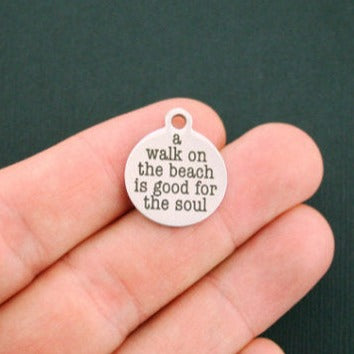 a
walk on
the beach
is good for
the soul